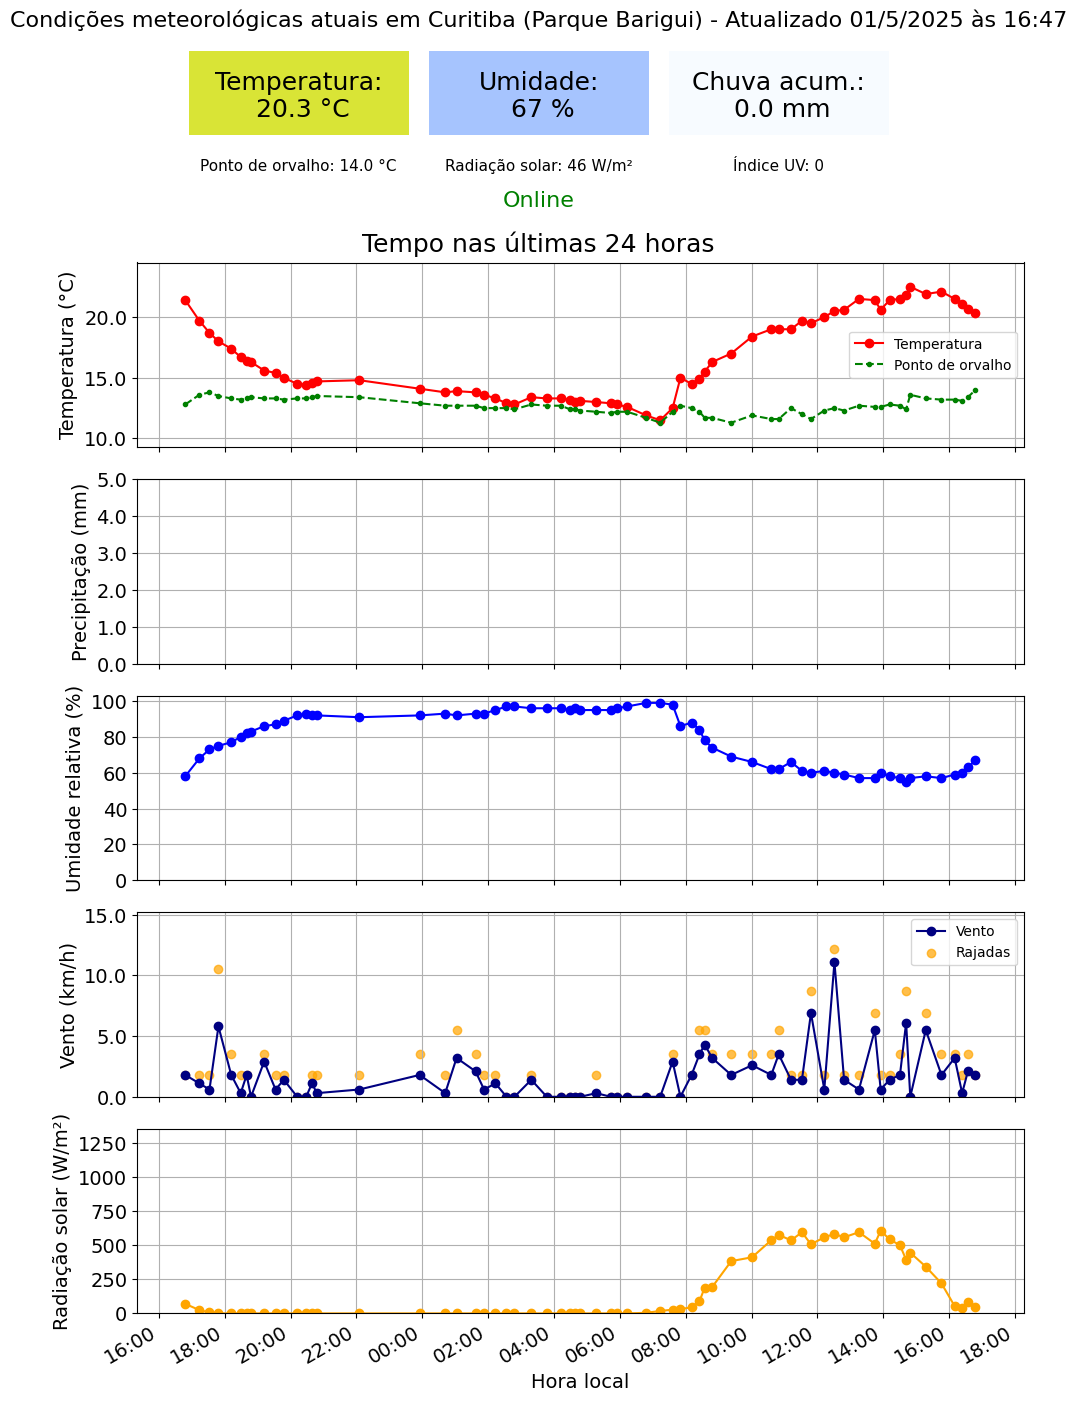 Condições meteorológicas atuais em Curitiba (Parque Barigui) - Atualizado 01/5/2025 às 16:47
Temperatura:
20.3 °C
Umidade:
67 %
Chuva acum.:
0.0 mm
Ponto de orvalho: 14.0 °C
Radiação solar: 46 W/m²
Índice UV: 0
Online
Tempo nas últimas 24 horas
Temperatura (°C)
20.0
15.0
10.0
Temperatura
Ponto de orvalho
Precipitação (mm)
5.0
4.0
3.0
2.0
1.0
0.0
Umidade relativa (%)
100
80
60
40
20
0
Vento (km/h)
15.0
10.0
5.0
0.0
Vento
Rajadas
Radiação solar (W/m²)
1250
1000
750
500
250
0
16:00
18:00
20:00
22:00
00:00
02:00
04:00
06:00
08:00
10:00
12:00
14:00
16:00
18:00
Hora local